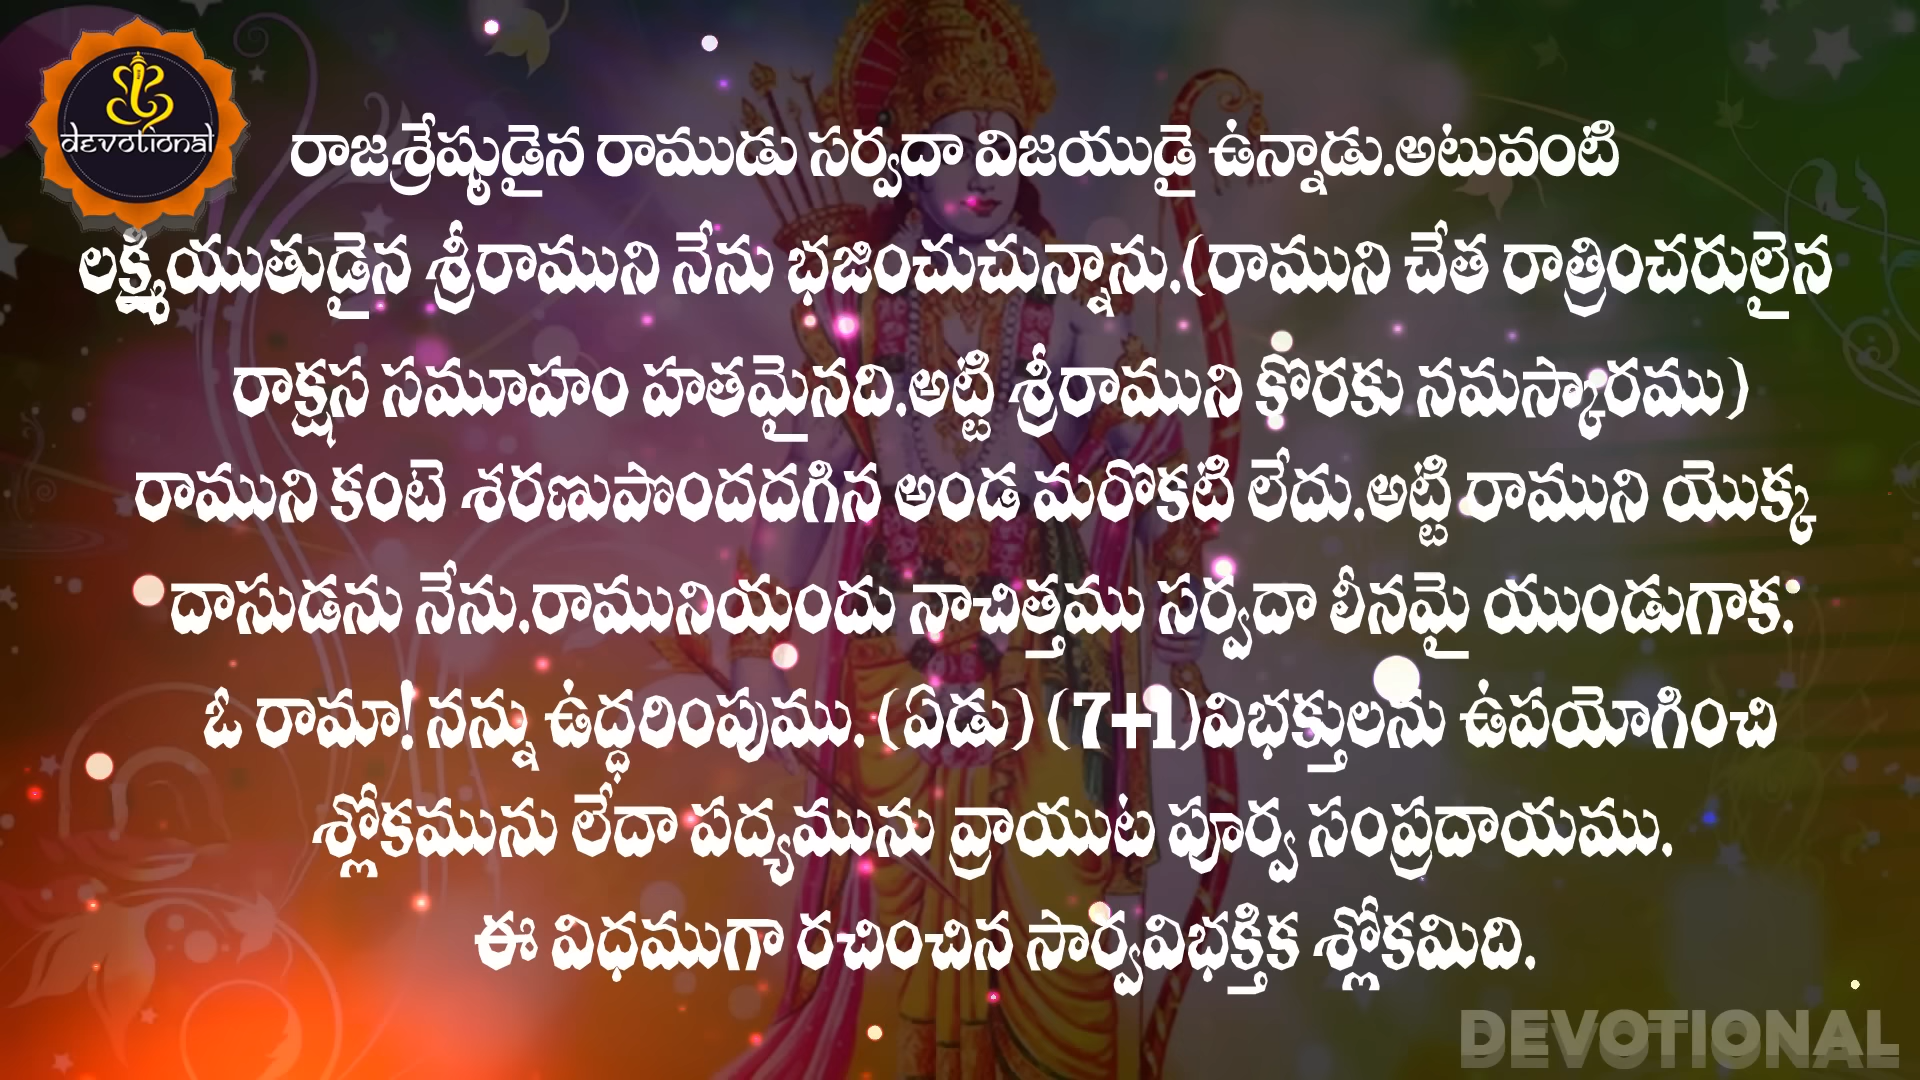 devotional
రాజశ్రేష్ఠుడైన రాముడు సర్వదా విజయుడై ఉన్నాడు.అటువంటి
లక్ష్మయుతుడైన శ్రీరాముని నేను భజించుచున్నాను.(రాముని చేత రాత్రించరులైన
రాక్షస సమూహం హతమైనది.అట్టి శ్రీరాముని కొరకు నమస్కారము)
రాముని కంటె శరణుపొందదగిన అండ మరొకటి లేదు.అట్టి రాముని యొక్క
దాసుడను నేను.రామునియందు నాచిత్తము సర్వదా లీనమై యుండుగాక:
ఓ రామా! నన్ను ఉద్ధరింపుము. (ఏడు) (7+1)విభక్తులను ఉపయోగించి
శ్లోకమును లేదా పద్యమును వ్రాయుట పూర్వ సంప్రదాయము.
ఈ విధముగా రచించిన సార్వవిభక్తిక శ్లోకమిది.
DEVOTIONAL